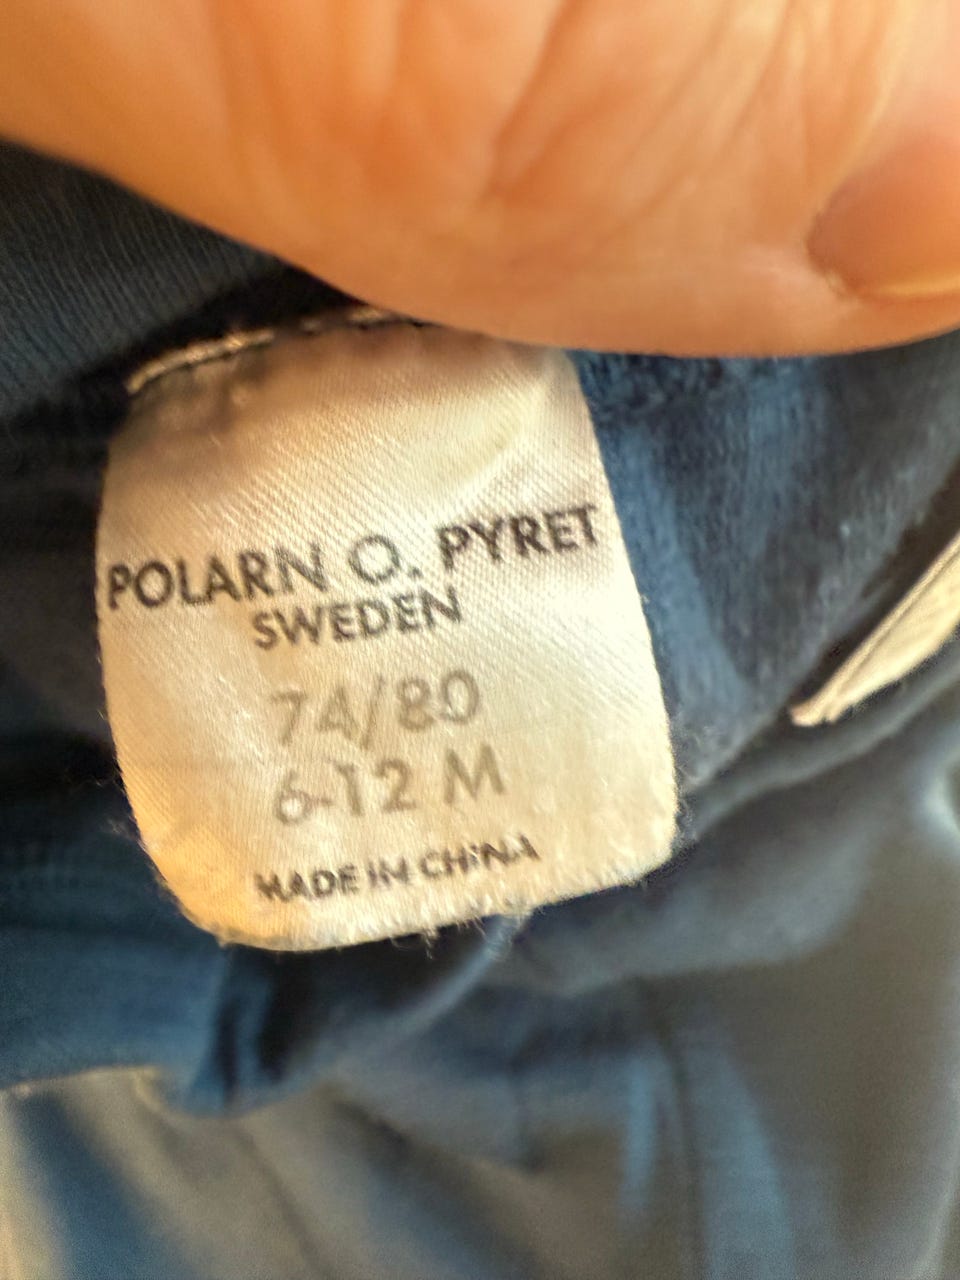 POLARN O. PYRET
SWEDEN
74/80
6-12 M
MADE IN CHINA